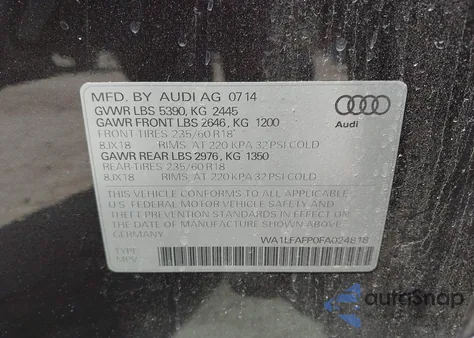 MFD. BY AUDI AG 07 14
GVWR LBS 5390, KG 2445
GAWR FRONT LBS 2646, KG 1200
FRONT-TIRES 235/60 R18
8JX18 RIMS, AT 220 KPA 32 PSI COLD
GAWR REAR LBS 2976, KG 1350
REAR-TIRES 235/60 R18
8JX18 RIMS, AT 220 KPA 32 PSI COLD
THIS VEHICLE CONFORMS TO ALL APPLICABLE
U.S. FEDERAL MOTOR VEHICLE SAFETY AND
THEFT PREVENTION STANDARDS IN EFFECT ON
THE DATE OF MANUFACTURE SHOWN ABOVE.
GERMANY
WA1LFAFP0FA024818
TYPE: MPV
Audi
autoSnap